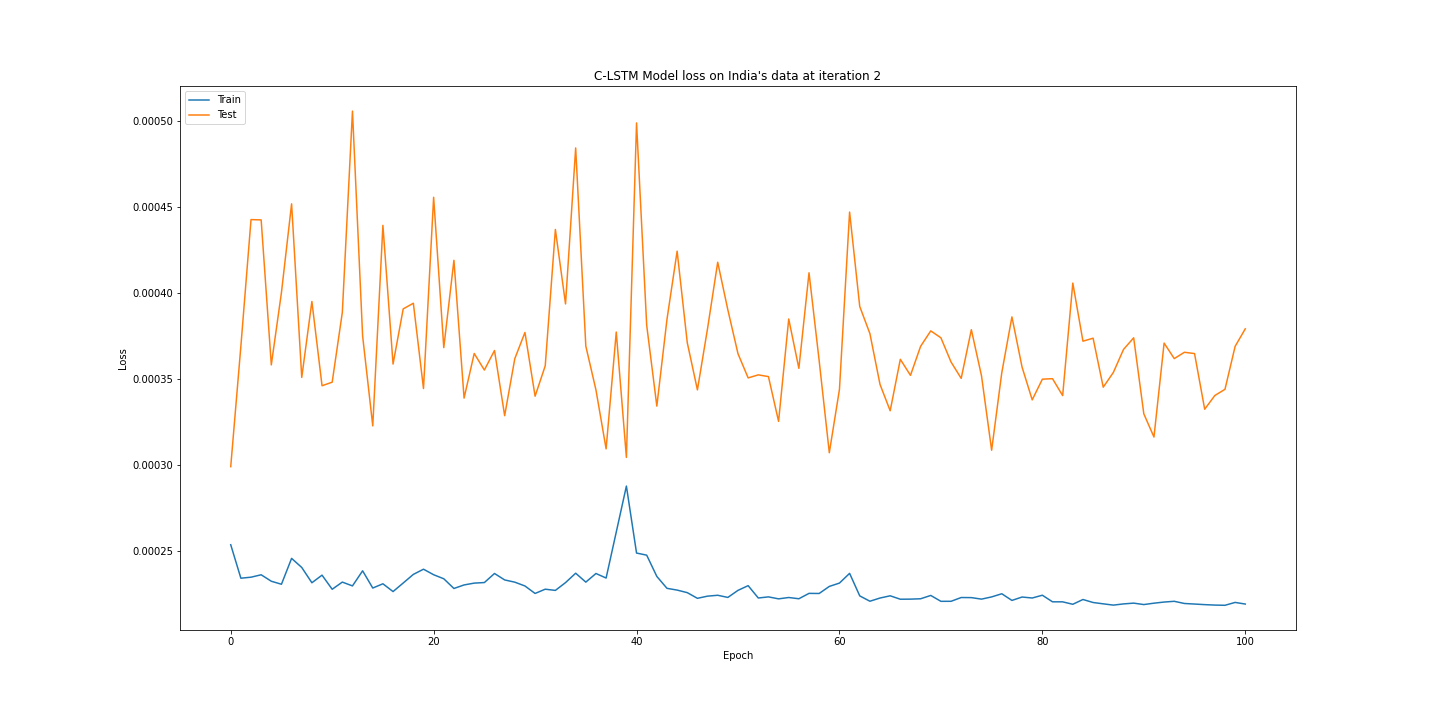 C-LSTM Model loss on India's data at iteration 2
Train
Test
0.00050
0.00045
0.00040
0.00035
0.00030
0.00025
Loss
0 20 40 60 80 100
Epoch